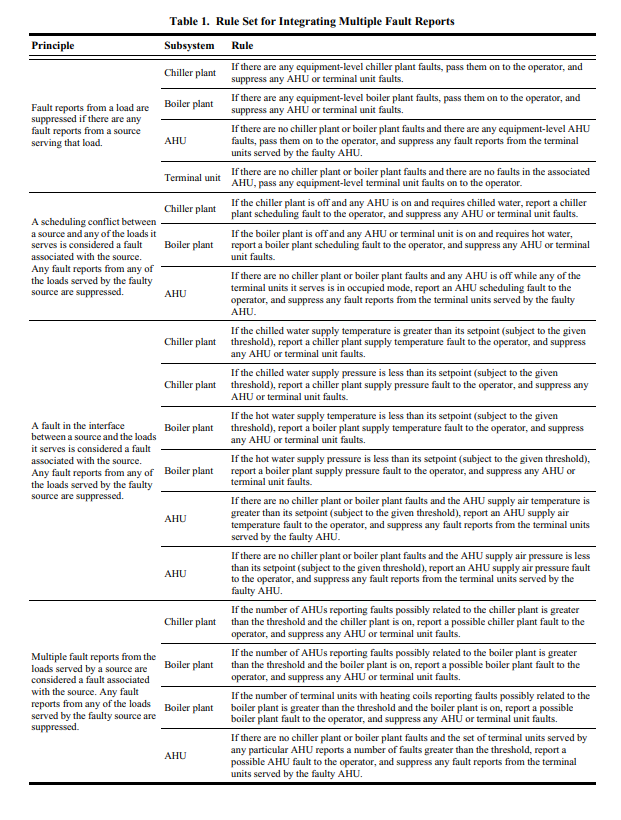 Table 1. Rule Set for Integrating Multiple Fault Reports
Principle Subsystem Rule
Fault reports from a load are
suppressed if there are any
fault reports from a source
serving that load.
Chiller plant
If there are any equipment-level chiller plant faults, pass them on to the operator, and
suppress any AHU or terminal unit faults.
Boiler plant
If there are any equipment-level boiler plant faults, pass them on to the operator, and
suppress any AHU or terminal unit faults.
AHU
If there are no chiller plant or boiler plant faults and there are any equipment-level AHU
faults, pass them on to the operator, and suppress any fault reports from the terminal
units served by the faulty AHU.
Terminal unit
If there are no chiller plant or boiler plant faults and there are no faults in the associated
AHU, pass any equipment-level terminal unit faults on to the operator.
A scheduling conflict between
a source and any of the loads it
serves is considered a fault
associated with the source.
Any fault reports from any of
the loads served by the faulty
source are suppressed.
Chiller plant
If the chiller plant is off and any AHU is on and requires chilled water, report a chiller
plant scheduling fault to the operator, and suppress any AHU or terminal unit faults.
Boiler plant
If the boiler plant is off and any AHU or terminal unit is on and requires hot water,
report a boiler plant scheduling fault to the operator, and suppress any AHU or terminal
unit faults.
AHU
If there are no chiller plant or boiler plant faults and any AHU is off while any of the
terminal units it serves is in occupied mode, report an AHU scheduling fault to the
operator, and suppress any fault reports from the terminal units served by the faulty
AHU.
A fault in the interface
between a source and the loads
it serves is considered a fault
associated with the source.
Any fault reports from any of
the loads served by the faulty
source are suppressed.
Chiller plant
If the chilled water supply temperature is greater than its setpoint (subject to the given
threshold), report a chiller plant supply temperature fault to the operator, and suppress
any AHU or terminal unit faults.
Chiller plant
If the chilled water supply pressure is less than its setpoint (subject to the given
threshold), report a chiller plant supply pressure fault to the operator, and suppress any
AHU or terminal unit faults.
Boiler plant
If the hot water supply temperature is less than its setpoint (subject to the given
threshold), report a boiler plant supply temperature fault to the operator, and suppress
any AHU or terminal unit faults.
Boiler plant
If the hot water supply pressure is less than its setpoint (subject to the given threshold),
report a boiler plant supply pressure fault to the operator, and suppress any AHU or
terminal unit faults.
AHU
If there are no chiller plant or boiler plant faults and the AHU supply air temperature is
greater than its setpoint (subject to the given threshold), report an AHU supply air
temperature fault to the operator, and suppress any fault reports from the terminal units
served by the faulty AHU.
AHU
If there are no chiller plant or boiler plant faults and the AHU supply air pressure is less
than its setpoint (subject to the given threshold), report an AHU supply air pressure fault
to the operator, and suppress any fault reports from the terminal units served by the
faulty AHU.
Multiple fault reports from the
loads served by a source are
considered a fault associated
with the source. Any fault
reports from any of the loads
served by the faulty source are
suppressed.
Chiller plant
If the number of AHUs reporting faults possibly related to the chiller plant is greater
than the threshold and the chiller plant is on, report a possible chiller plant fault to the
operator, and suppress any AHU or terminal unit faults.
Boiler plant
If the number of AHUs reporting faults possibly related to the boiler plant is greater
than the threshold and the boiler plant is on, report a possible boiler plant fault to the
operator, and suppress any AHU or terminal unit faults.
Boiler plant
If the number of terminal units with heating coils reporting faults possibly related to the
boiler plant is greater than the threshold and the boiler plant is on, report a possible
boiler plant fault to the operator, and suppress any AHU or terminal unit faults.
AHU
If there are no chiller plant or boiler plant faults and the set of terminal units served by
any particular AHU reports a number of faults greater than the threshold, report a
possible AHU fault to the operator, and suppress any fault reports from the terminal
units served by the faulty AHU.